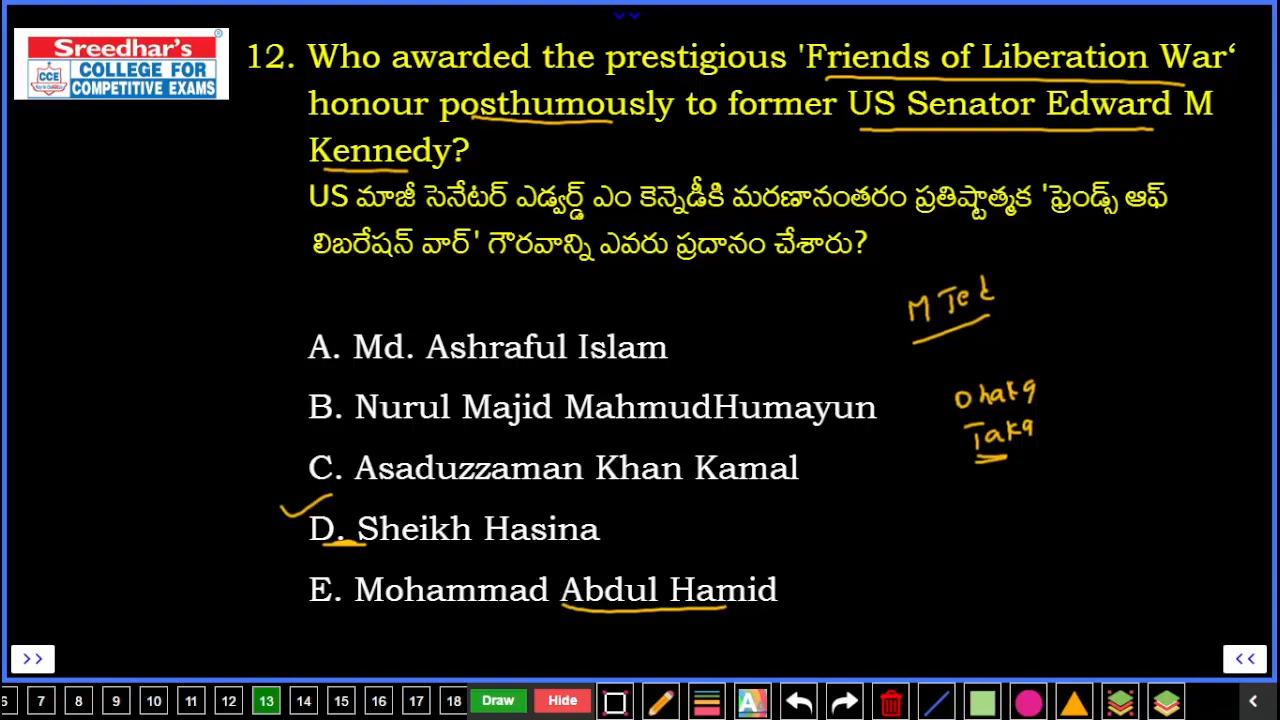 Sreedhar's
CCE
COLLEGE FOR
COMPETITIVE EXAMS
12. Who awarded the prestigious 'Friends of Liberation War‘
honour posthumously to former US Senator Edward M
Kennedy?
US మాజీ సెనేటర్ ఎడ్వర్డ్ ఎం కెన్నెడీకి మరణానంతరం ప్రతిష్టాత్మక 'ఫ్రెండ్స్ ఆఫ్
లిబరేషన్ వార్' గౌరవాన్ని ఎవరు ప్రదానం చేశారు?
A. Md. Ashraful Islam
B. Nurul Majid MahmudHumayun
C. Asaduzzaman Khan Kamal
D. Sheikh Hasina
E. Mohammad Abdul Hamid
Dhaka
Taka
>>
<<
6 7 8 9 10 11 12 13 14 15 16 17 18 Draw Hide